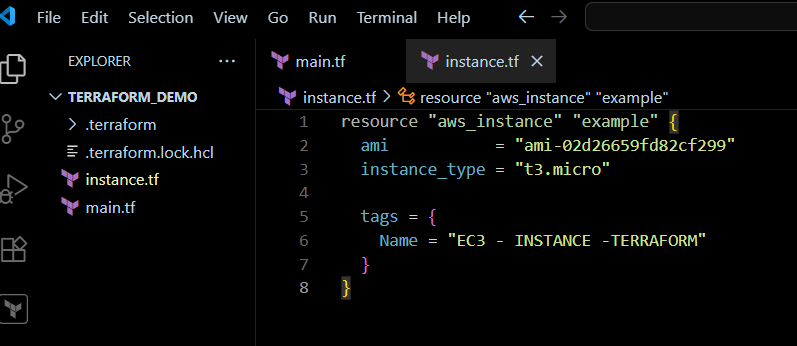 File Edit Selection View Go Run Terminal Help
EXPLORER
TERRAFORM_DEMO
.terraform
.terraform.lock.hcl
instance.tf
main.tf
main.tf instance.tf
instance.tf resource "aws_instance" "example"
1 resource "aws_instance" "example" {
2   ami           = "ami-02d26659fd82cf299"
3   instance_type = "t3.micro"
4
5   tags = {
6     Name = "EC3 - INSTANCE -TERRAFORM"
7   }
8 }